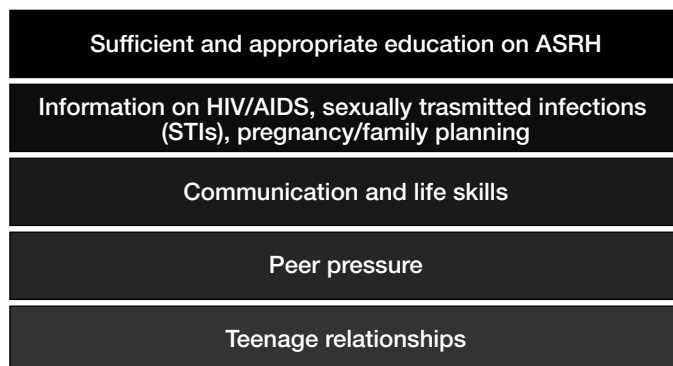 Sufficient and appropriate education on ASRH
Information on HIV/AIDS, sexually trasmitted infections
(STIs), pregnancy/family planning
Communication and life skills
Peer pressure
Teenage relationships